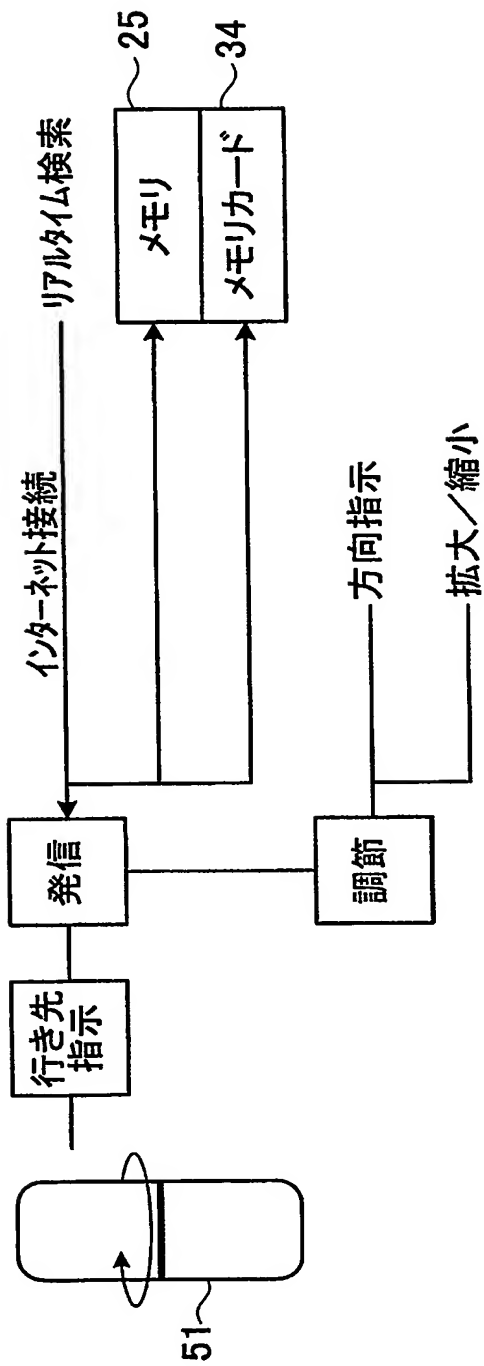 51
行き先
指示
発信
インターネット接続
リアルタイム検索
メモリ
25
メモリカード
34
調節
方向指示
拡大／縮小